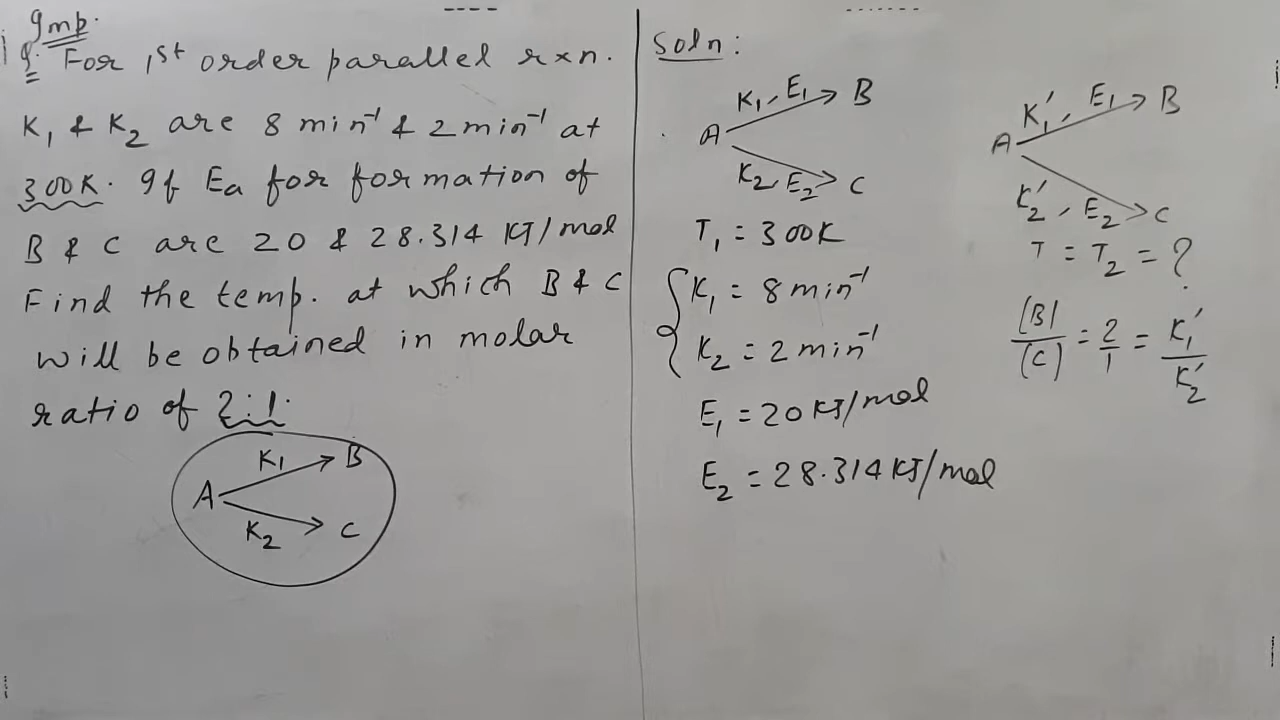 Imp.
Q. For 1st order parallel rxn.
K₁ & K₂ are 8 min⁻¹ & 2 min⁻¹ at
300K. If Ea for formation of
B & C are 20 & 28.314 KJ/mol
Find the temp. at which B & C
will be obtained in molar
ratio of 2:1.
K₁ B
A
K₂ C
Soln:
K₁, E₁ B
A
K₂, E₂ C
T₁ = 300K
K₁ = 8 min⁻¹
K₂ = 2 min⁻¹
E₁ = 20 KJ/mol
E₂ = 28.314 KJ/mol
K₁′, E₁ B
A
K₂′, E₂ C
T = T₂ = ?
[B]/[C] = 2/1 = K₁′/K₂′